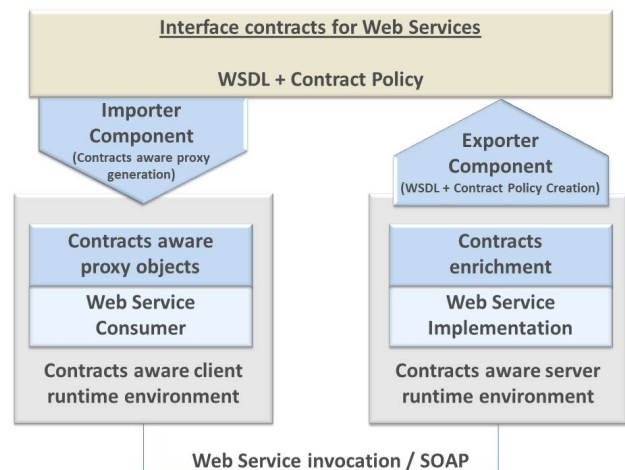 Interface contracts for Web Services
WSDL + Contract Policy
Importer
Component
(Contracts aware proxy
generation)
Exporter
Component
(WSDL + Contract Policy Creation)
Contracts aware
proxy objects
Web Service
Consumer
Contracts aware client
runtime environment
Contracts
enrichment
Web Service
Implementation
Contracts aware server
runtime environment
Web Service invocation / SOAP